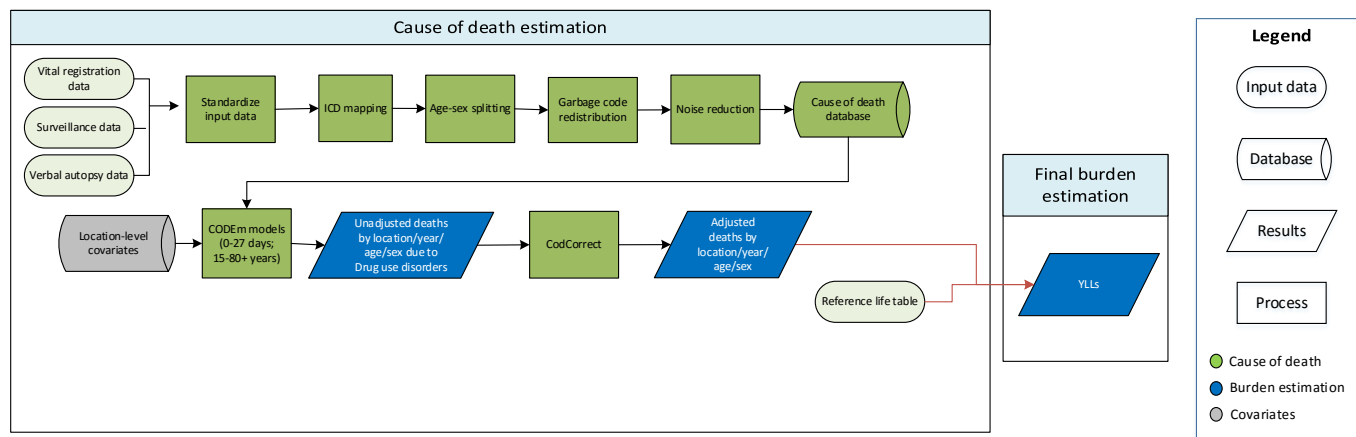 Cause of death estimation
Vital registration
data
Surveillance data
Verbal autopsy data
Standardize
input data
ICD mapping
Age-sex splitting
Garbage code
redistribution
Noise reduction
Cause of death
database
Location-level
covariates
CODEm models
(0-27 days;
15-80+ years)
Unadjusted deaths
by location/year/
age/sex due to
Drug use disorders
CodCorrect
Adjusted
deaths by
location/year/
age/sex
Reference life table
Final burden
estimation
YLLs
Legend
Input data
Database
Results
Process
Cause of death
Burden estimation
Covariates